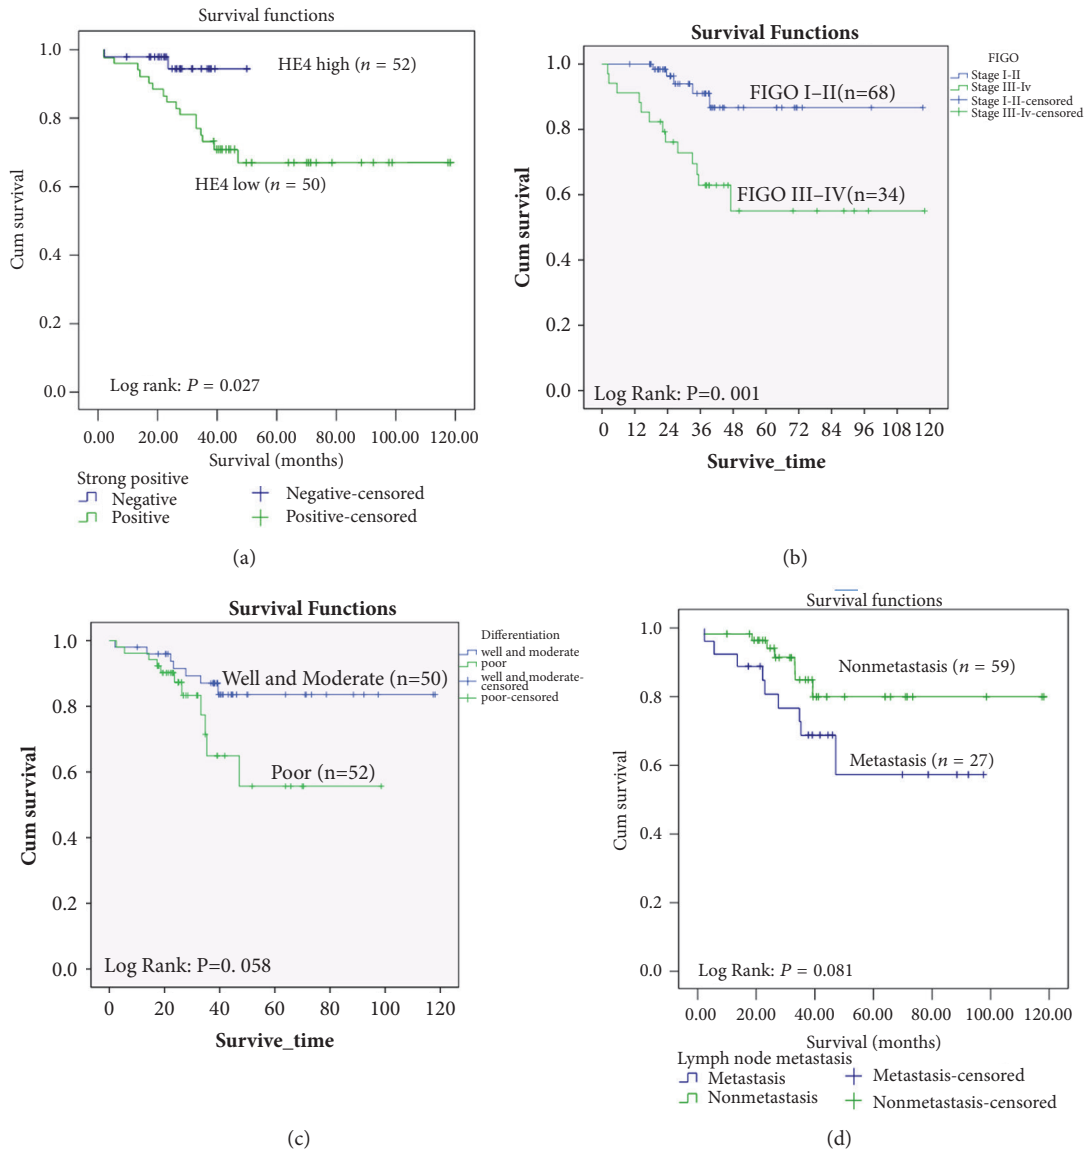 Survival functions
1.0
0.8
0.6
0.4
0.2
0.0
Cum survival
HE4 high (n = 52)
HE4 low (n = 50)
Log rank: P = 0.027
0.00 20.00 40.00 60.00 80.00 100.00 120.00
Survival (months)
Strong positive
Negative
Positive
Negative-censored
Positive-censored
(a)
Survival Functions
1.0
0.8
0.6
0.4
0.2
0.0
Cum survival
FIGO I–II(n=68)
FIGO III–IV(n=34)
Log Rank: P=0. 001
0 12 24 36 48 60 72 84 96 108 120
Survive_time
FIGO
Stage I-II
Stage III-Iv
Stage I-II-censored
Stage III-Iv-censored
(b)
Survival Functions
1.0
0.8
0.6
0.4
0.2
0.0
Cum survival
Well and Moderate (n=50)
Poor (n=52)
Log Rank: P=0. 058
0 20 40 60 80 100 120
Survive_time
Differentiation
well and moderate
poor
well and moderate-
censored
poor-censored
(c)
Survival functions
1.0
0.8
0.6
0.4
0.2
0.0
Cum survival
Nonmetastasis (n = 59)
Metastasis (n = 27)
Log Rank: P = 0.081
0.00 20.00 40.00 60.00 80.00 100.00 120.00
Survival (months)
Lymph node metastasis
Metastasis
Nonmetastasis
Metastasis-censored
Nonmetastasis-censored
(d)